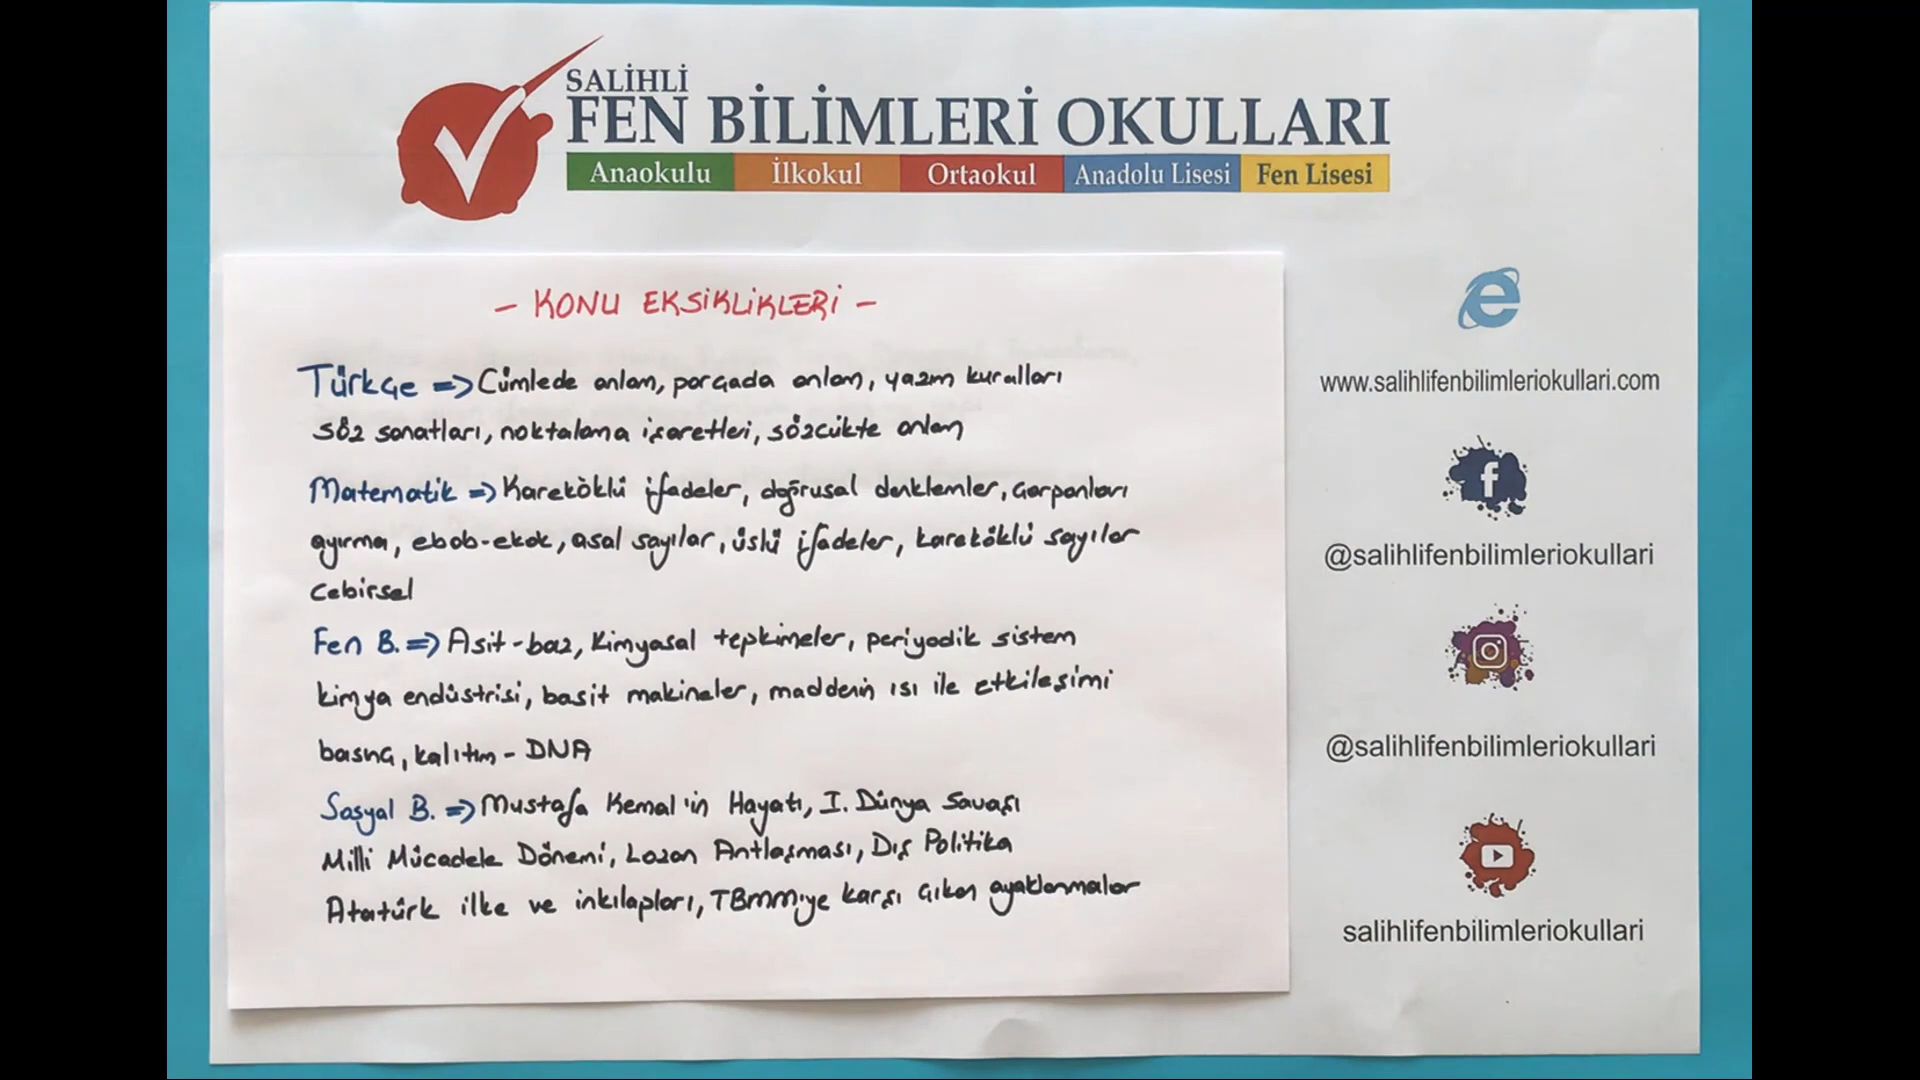 SALİHLİ
FEN BİLİMLERİ OKULLARI
Anaokulu İlkokul Ortaokul Anadolu Lisesi Fen Lisesi
- KONU EKSİKLİKLERİ -
Türkçe => Cümlede anlam, parçada anlam, yazım kuralları
söz sanatları, noktalama işaretleri, sözcükte anlam
Matematik => Kareköklü ifadeler, doğrusal denklemler, çarpanları
ayırma, ebob-ekok, asal sayılar, üslü ifadeler, kareköklü sayılar
Cebirsel
Fen B. => Asit-baz, Kimyasal tepkimeler, periyodik sistem
kimya endüstrisi, basit makineler, maddenin ısı ile etkileşimi
basınç, kalıtım - DNA
Sosyal B. => Mustafa Kemal'in Hayatı, I. Dünya Savaşı
Milli Mücadele Dönemi, Lozan Antlaşması, Dış Politika
Atatürk ilke ve inkılapları, TBMM'ye karşı çıkan ayaklanmalar
www.salihlifenbilimleriokullari.com
@salihlifenbilimleriokullari
@salihlifenbilimleriokullari
salihlifenbilimleriokullari